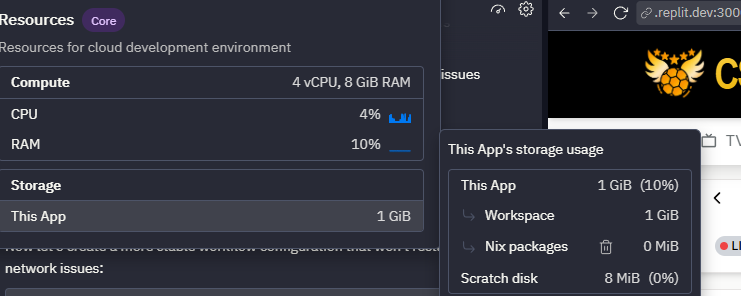 Resources Core
Resources for cloud development environment
Compute 4 vCPU, 8 GiB RAM
CPU 4%
RAM 10%
Storage
This App 1 GiB
network issues:
issues
.replit.dev:300
This App's storage usage
This App 1 GiB (10%)
Workspace 1 GiB
Nix packages 0 MiB
Scratch disk 8 MiB (0%)
TV